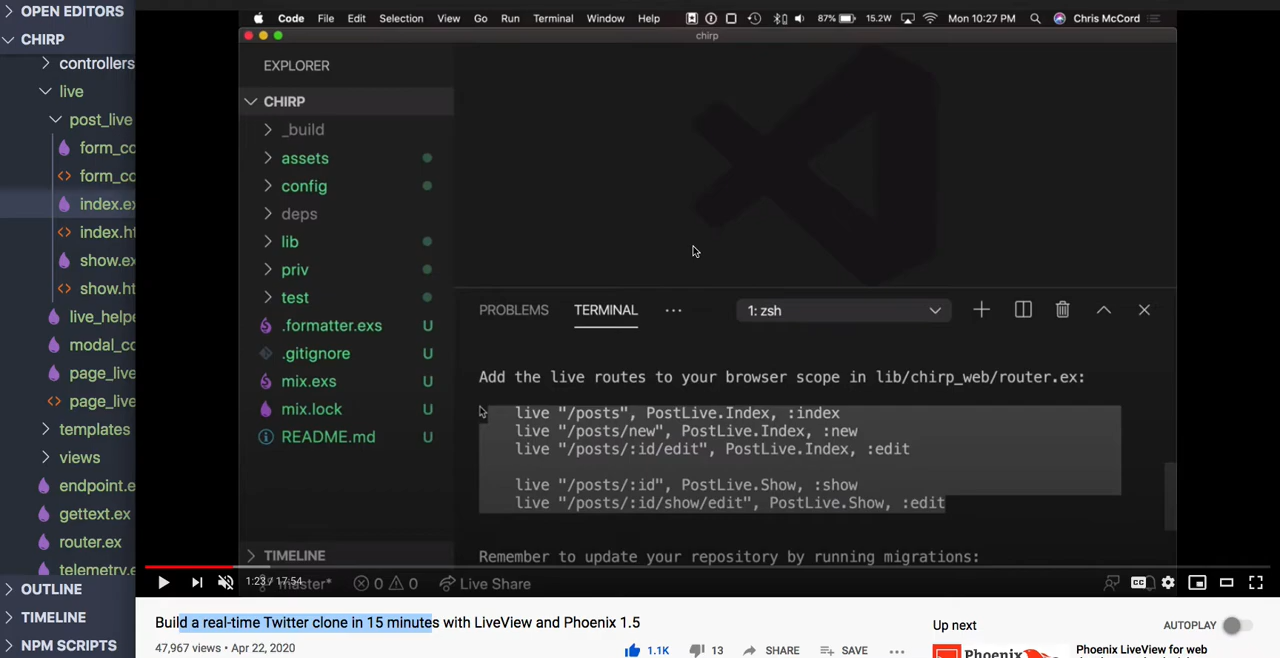 OPEN EDITORS
CHIRP
controllers
live
post_live
form_co
form_co
index.ex
index.ht
show.ex
show.ht
live_helpe
modal_co
page_live
page_live
templates
views
endpoint.e
gettext.ex
router.ex
telemetry.e
OUTLINE
TIMELINE
NPM SCRIPTS
Code File Edit Selection View Go Run Terminal Window Help 87% 15.2W Mon 10:27 PM Chris McCord
chirp
EXPLORER
CHIRP
_build
assets
config
deps
lib
priv
test
.formatter.exs U
.gitignore U
mix.exs U
mix.lock U
README.md U
TIMELINE
PROBLEMS TERMINAL ··· 1: zsh
Add the live routes to your browser scope in lib/chirp_web/router.ex:
live "/posts", PostLive.Index, :index
live "/posts/new", PostLive.Index, :new
live "/posts/:id/edit", PostLive.Index, :edit
live "/posts/:id", PostLive.Show, :show
live "/posts/:id/show/edit", PostLive.Show, :edit
Remember to update your repository by running migrations:
master* 0 0 Live Share
1:23 / 17:54
CC
Build a real-time Twitter clone in 15 minutes with LiveView and Phoenix 1.5
47,967 views • Apr 22, 2020
1.1K 13 SHARE SAVE ···
Up next AUTOPLAY
Phoenix
Phoenix LiveView for web